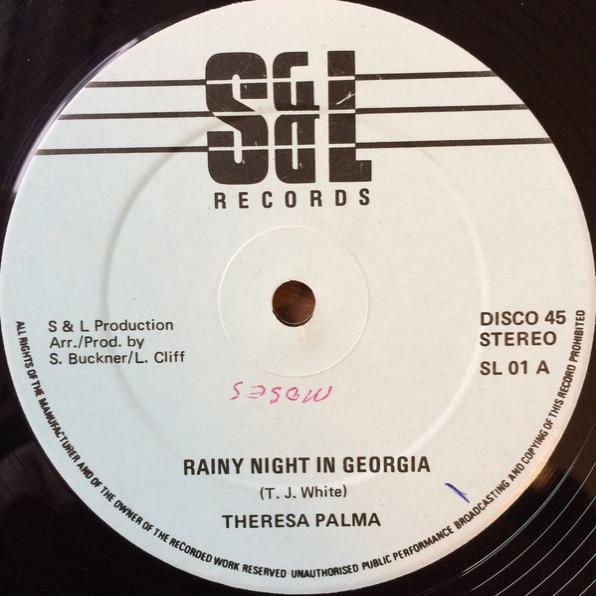 S&L
RECORDS
S & L Production
Arr./Prod. by
S. Buckner/L. Cliff
DISCO 45
STEREO
SL 01 A
MOSES
RAINY NIGHT IN GEORGIA
(T. J. White)
THERESA PALMA
ALL RIGHTS OF THE MANUFACTURER AND OF THE OWNER OF THE RECORDED WORK RESERVED UNAUTHORISED PUBLIC PERFORMANCE BROADCASTING AND COPYING OF THIS RECORD PROHIBITED